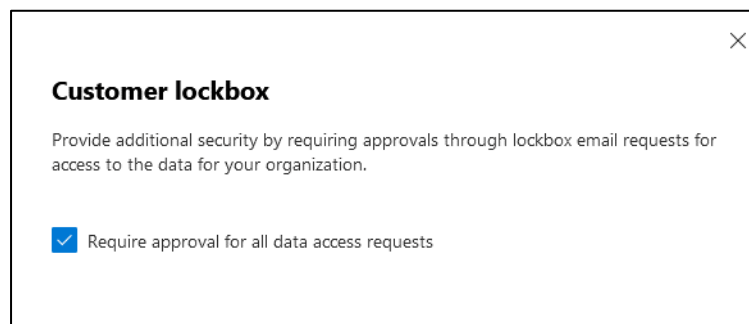 Customer lockbox
Provide additional security by requiring approvals through lockbox email requests for
access to the data for your organization.
Require approval for all data access requests